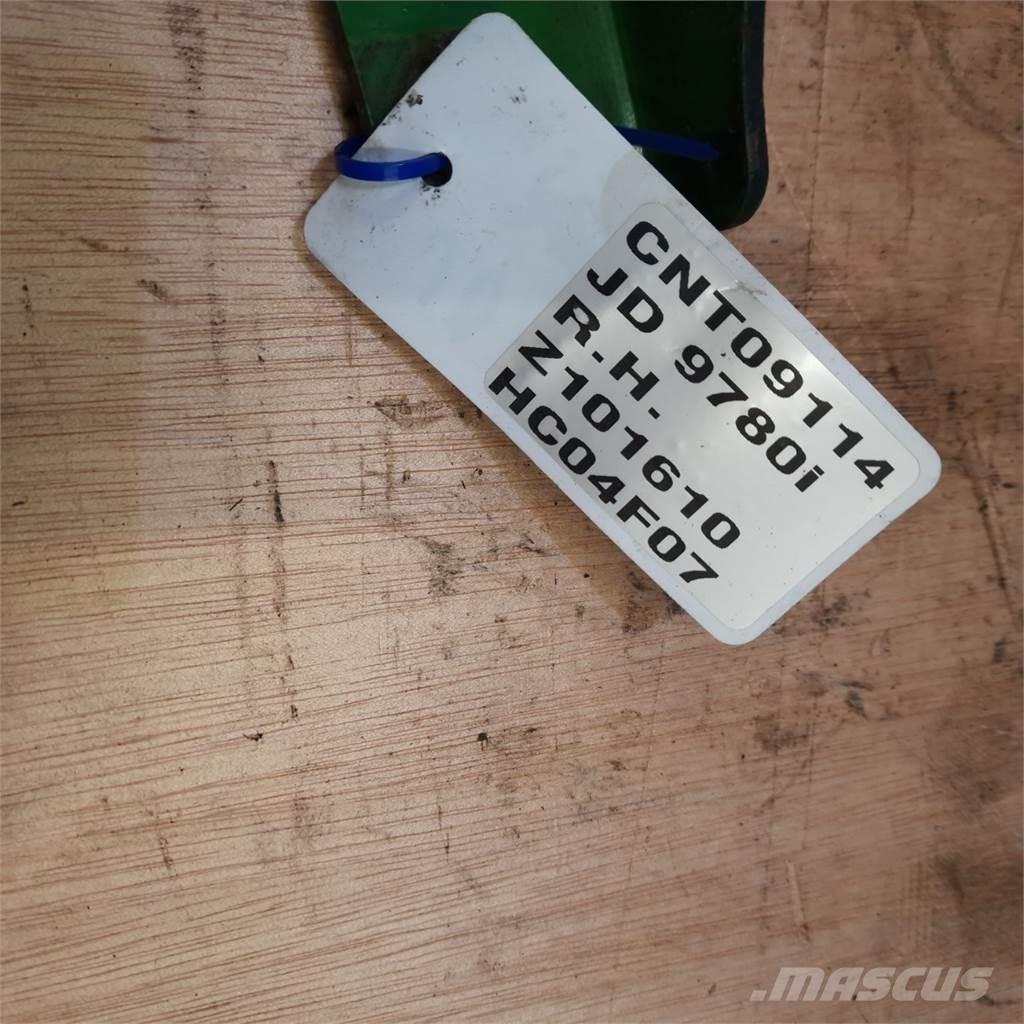 CNT09114
JD 9780i
R.H.
Z101610
HC04F07
.MASCUS